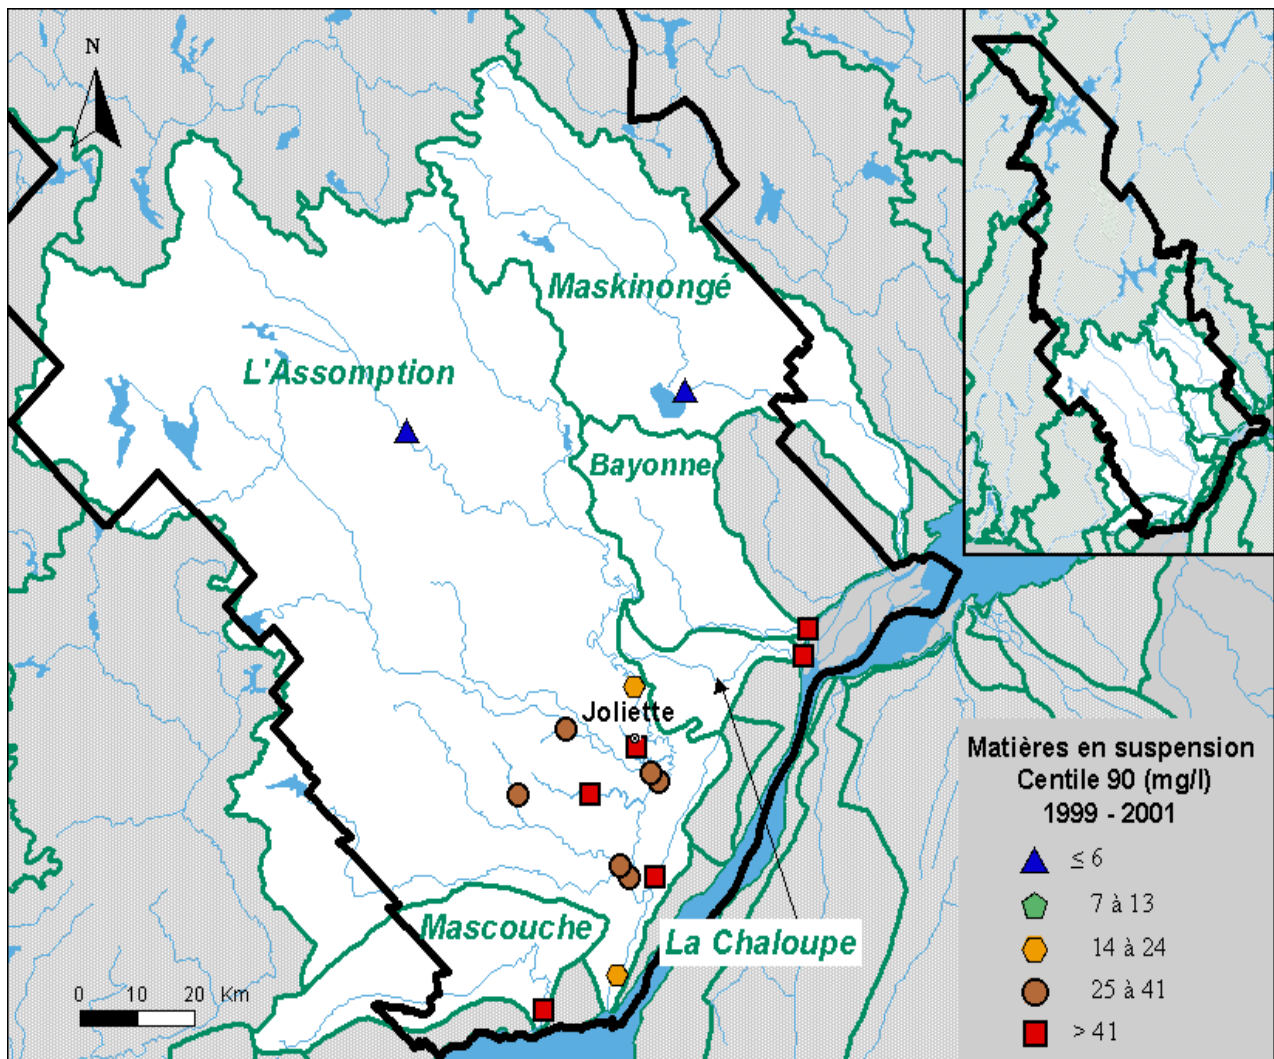 N
Maskinongé
L'Assomption
Bayonne
Joliette
Mascouche
La Chaloupe
0 10 20 Km
Matières en suspension
Centile 90 (mg/l)
1999 - 2001
≤ 6
7 à 13
14 à 24
25 à 41
> 41